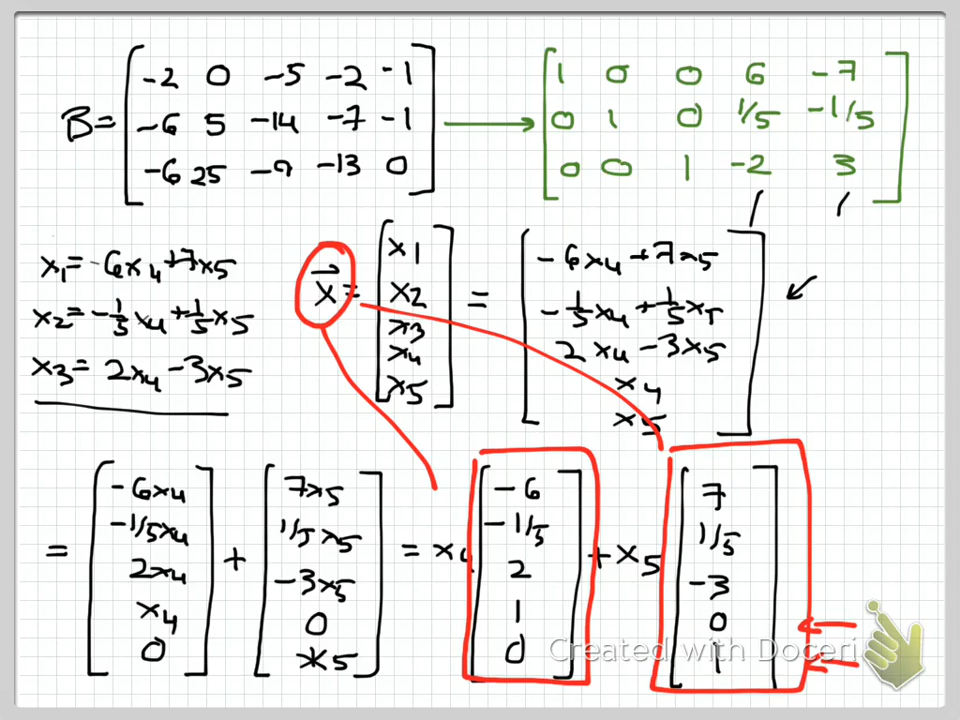 B = [ -2 0 -5 -2 -1 ] → [ 1 0 0 6 -7 ]
[ -6 5 -14 -7 -1 ] [ 0 1 0 1/5 -1/5 ]
[ -6 25 -9 -13 0 ] [ 0 0 1 -2 3 ]
x1 = -6x4 + 7x5
x2 = -1/5 x4 + 1/5 x5
x3 = 2x4 - 3x5
x⃗ = [ x1 x2 x3 x4 x5 ] = [ -6x4 + 7x5
-1/5 x4 + 1/5 x5
2x4 - 3x5
x4
x5 ]
= [ -6x4 ] + [ 7x5 ] = x4 [ -6 ] + x5 [ 7 ]
[ -1/5x4 ] [ 1/5 x5 ] [ -1/5 ] [ 1/5 ]
[ 2x4 ] [ -3x5 ] [ 2 ] [ -3 ]
[ x4 ] [ 0 ] [ 1 ] [ 0 ]
[ 0 ] [ x5 ] [ 0 ] [ 1 ]
Created with Doceri